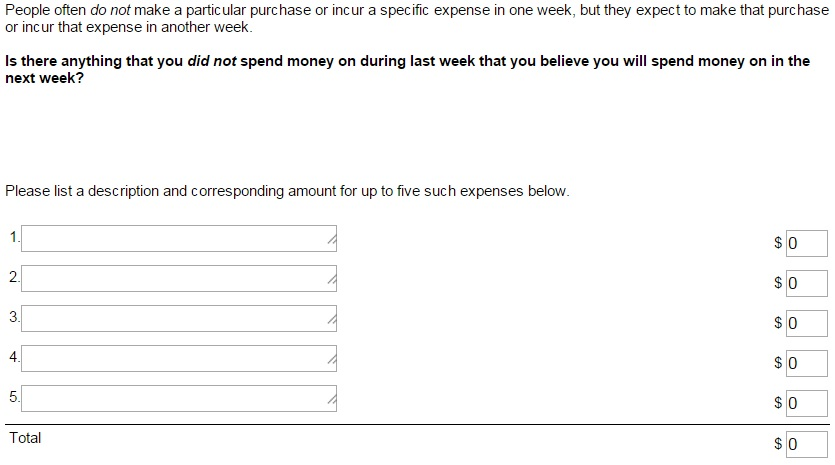 People often do not make a particular purchase or incur a specific expense in one week, but they expect to make that purchase
or incur that expense in another week.
Is there anything that you did not spend money on during last week that you believe you will spend money on in the
next week?
Please list a description and corresponding amount for up to five such expenses below.
1. $ 0
2. $ 0
3. $ 0
4. $ 0
5. $ 0
Total $ 0